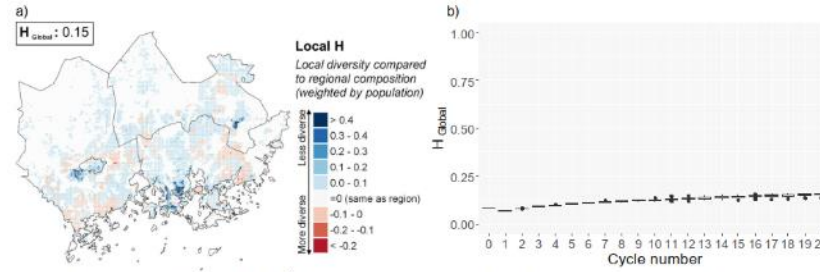 a)
H Global : 0.15
Local H
Local diversity compared
to regional composition
(weighted by population)
Less diverse
More diverse
> 0.4
0.3 - 0.4
0.2 - 0.3
0.1 - 0.2
0.0 - 0.1
=0 (same as region)
-0.1 - 0
-0.2 - -0.1
< -0.2
b)
H Global
1.00
0.75
0.50
0.25
0.00
0 1 2 3 4 5 6 7 8 9 10 11 12 13 14 15 16 17 18 19
Cycle number